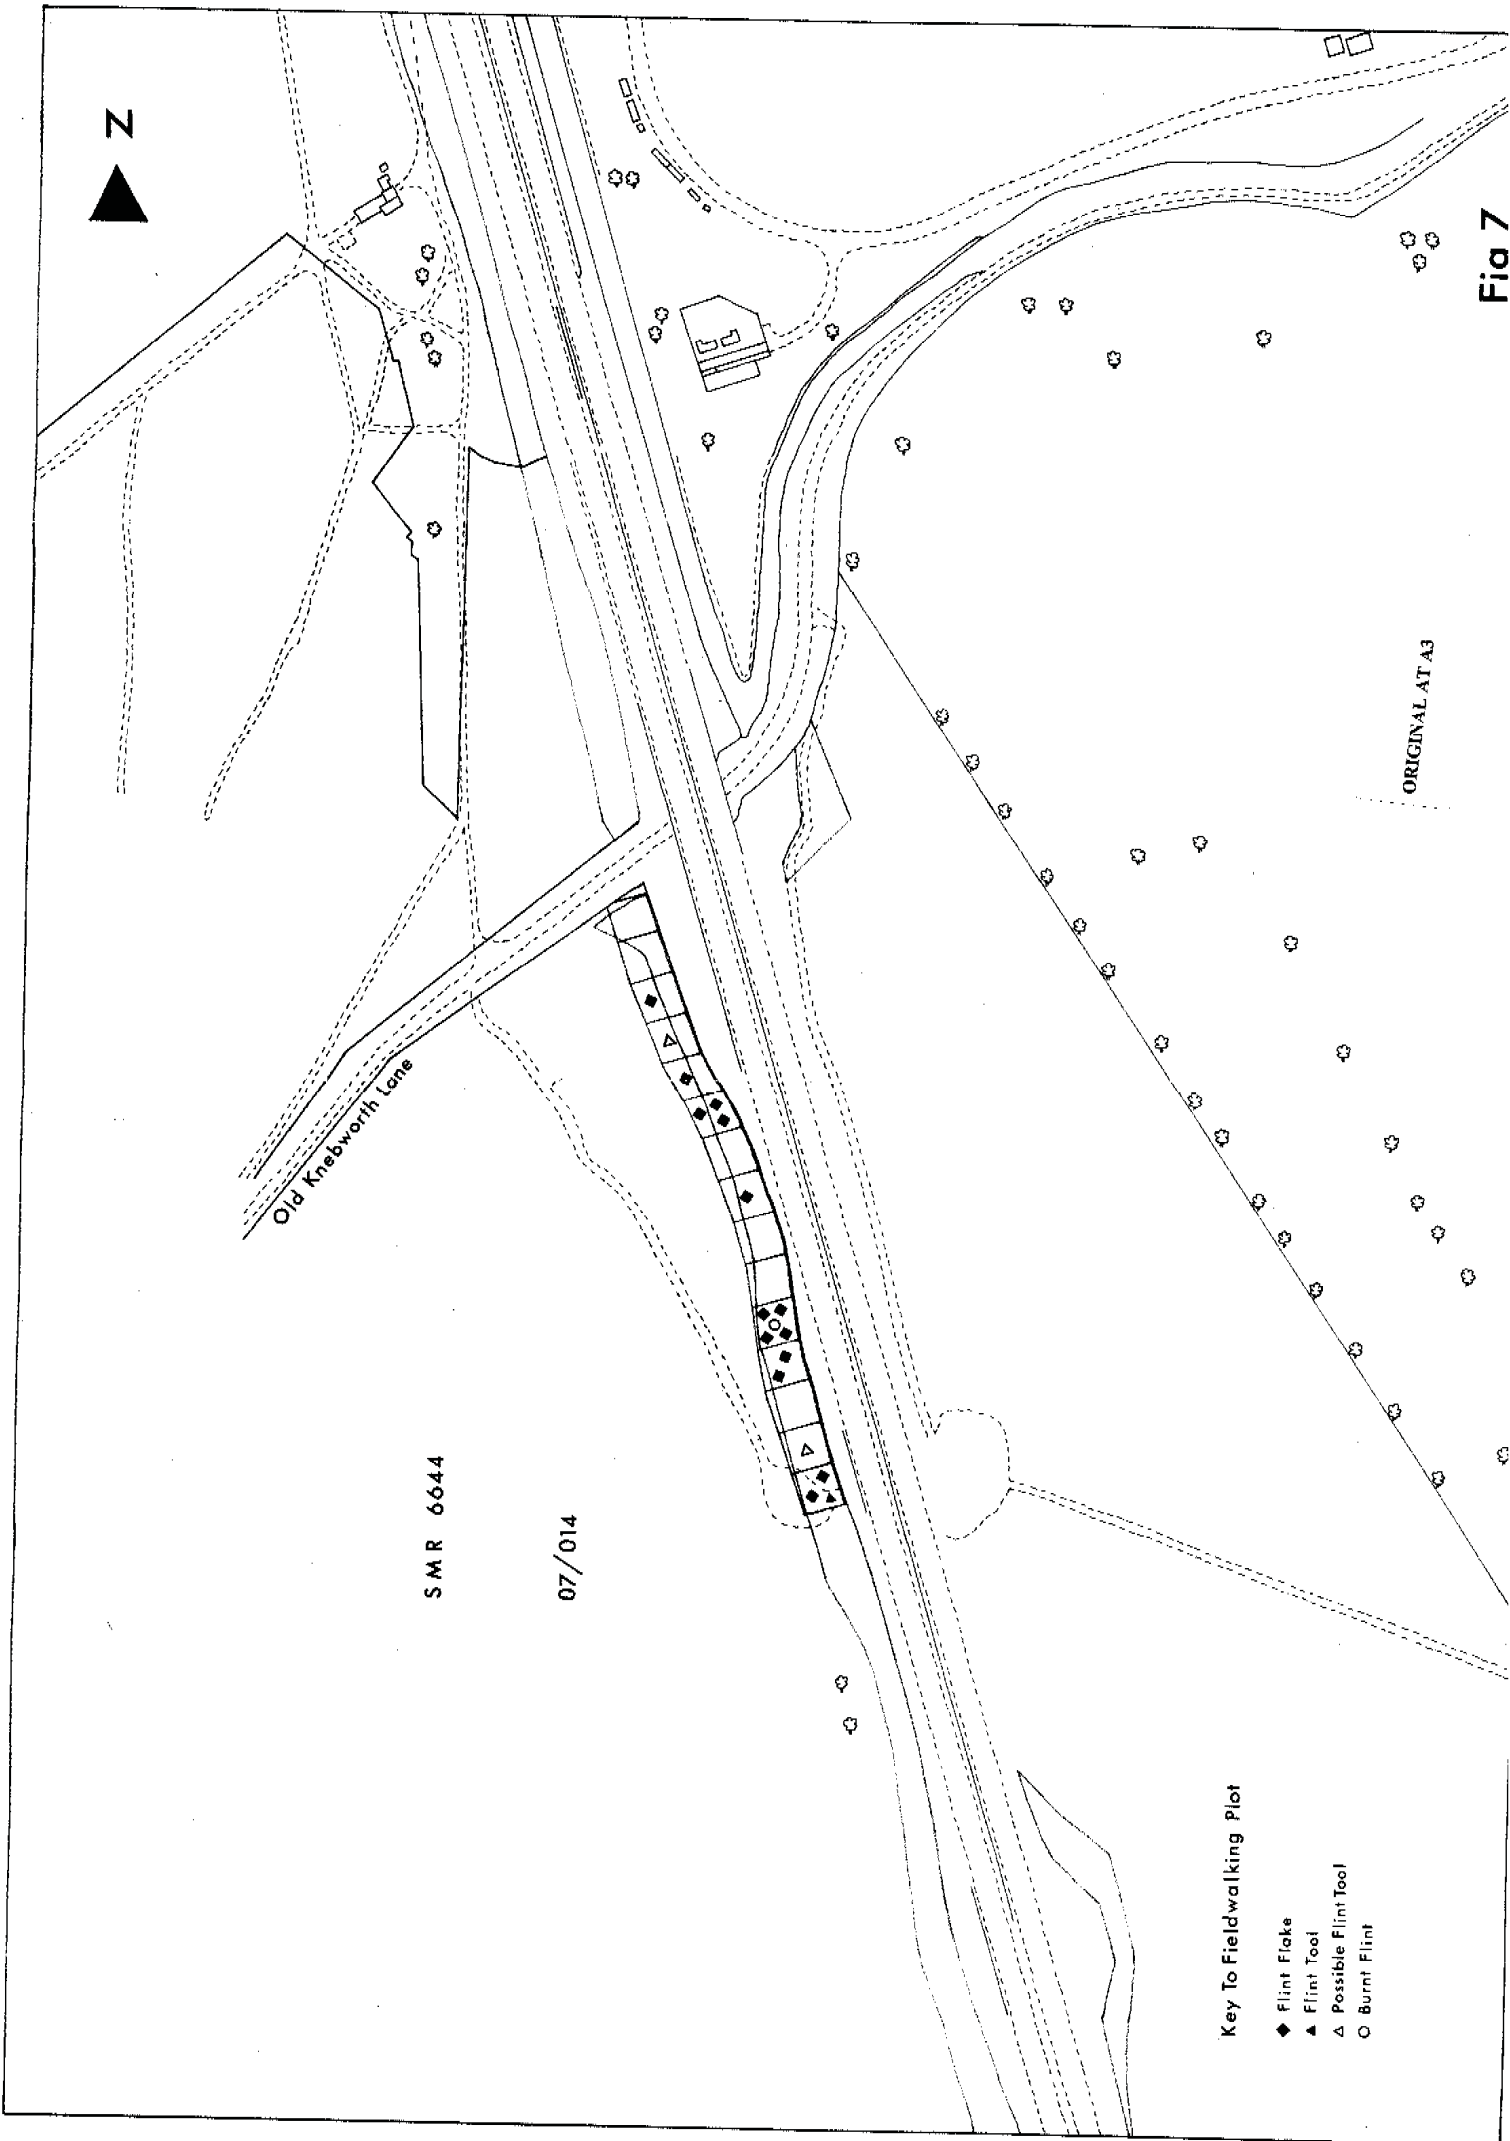 N
Old Knebworth Lane
SMR 6644
07/014
Key To Fieldwalking Plot
Flint Flake
Flint Tool
Possible Flint Tool
Burnt Flint
ORIGINAL AT A3
Fig 7